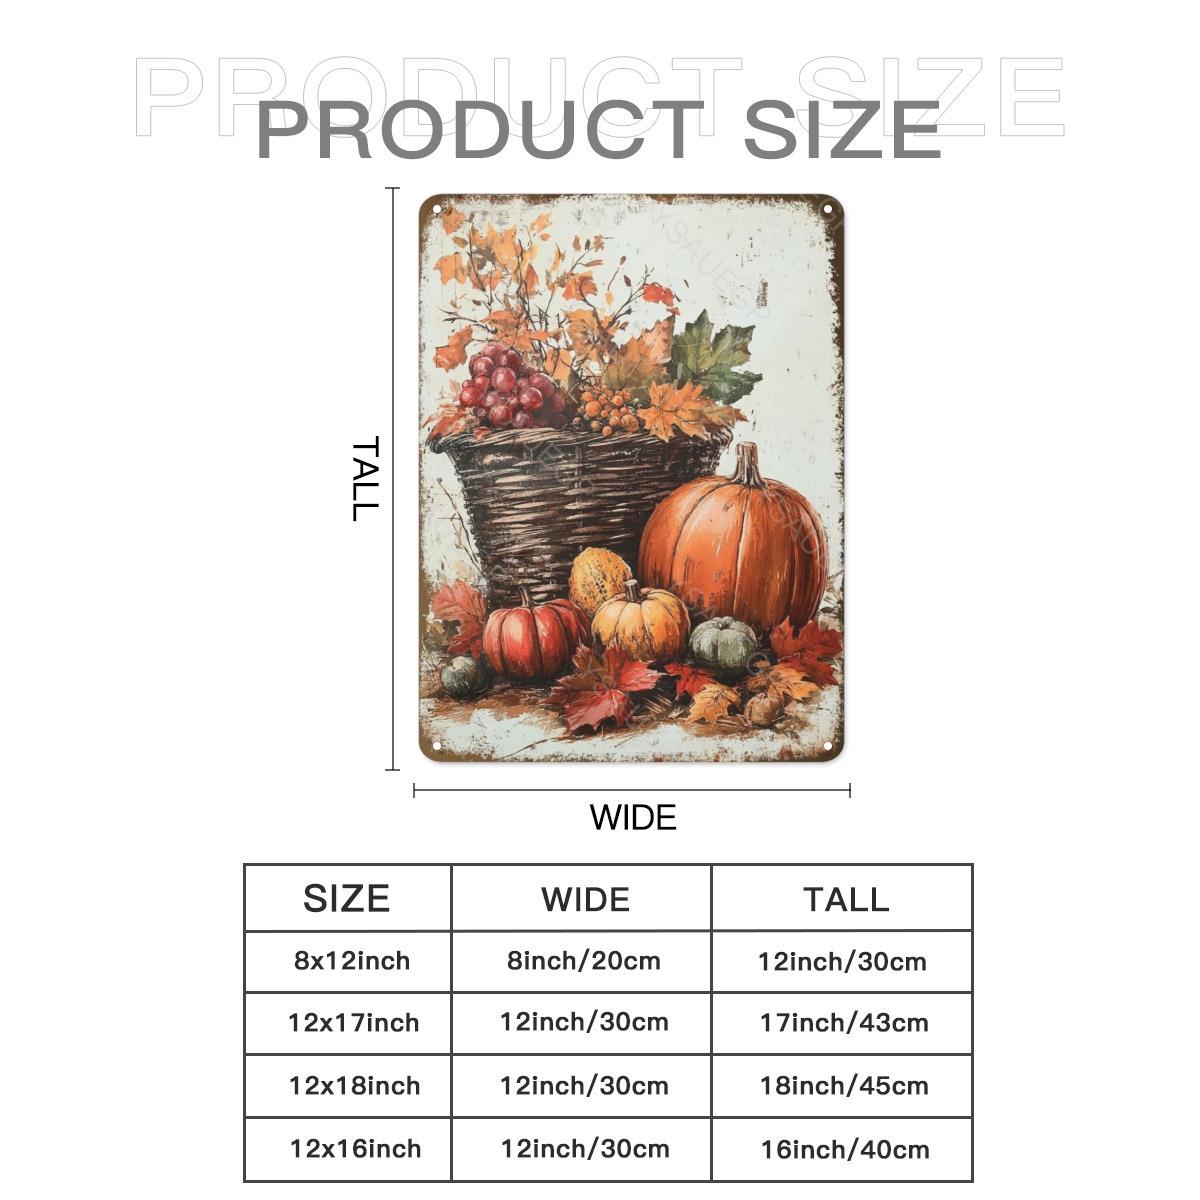 PRODUCT SIZE
PRODUCT SIZE
TALL
WIDE
SIZE WIDE TALL
8x12inch 8inch/20cm 12inch/30cm
12x17inch 12inch/30cm 17inch/43cm
12x18inch 12inch/30cm 18inch/45cm
12x16inch 12inch/30cm 16inch/40cm